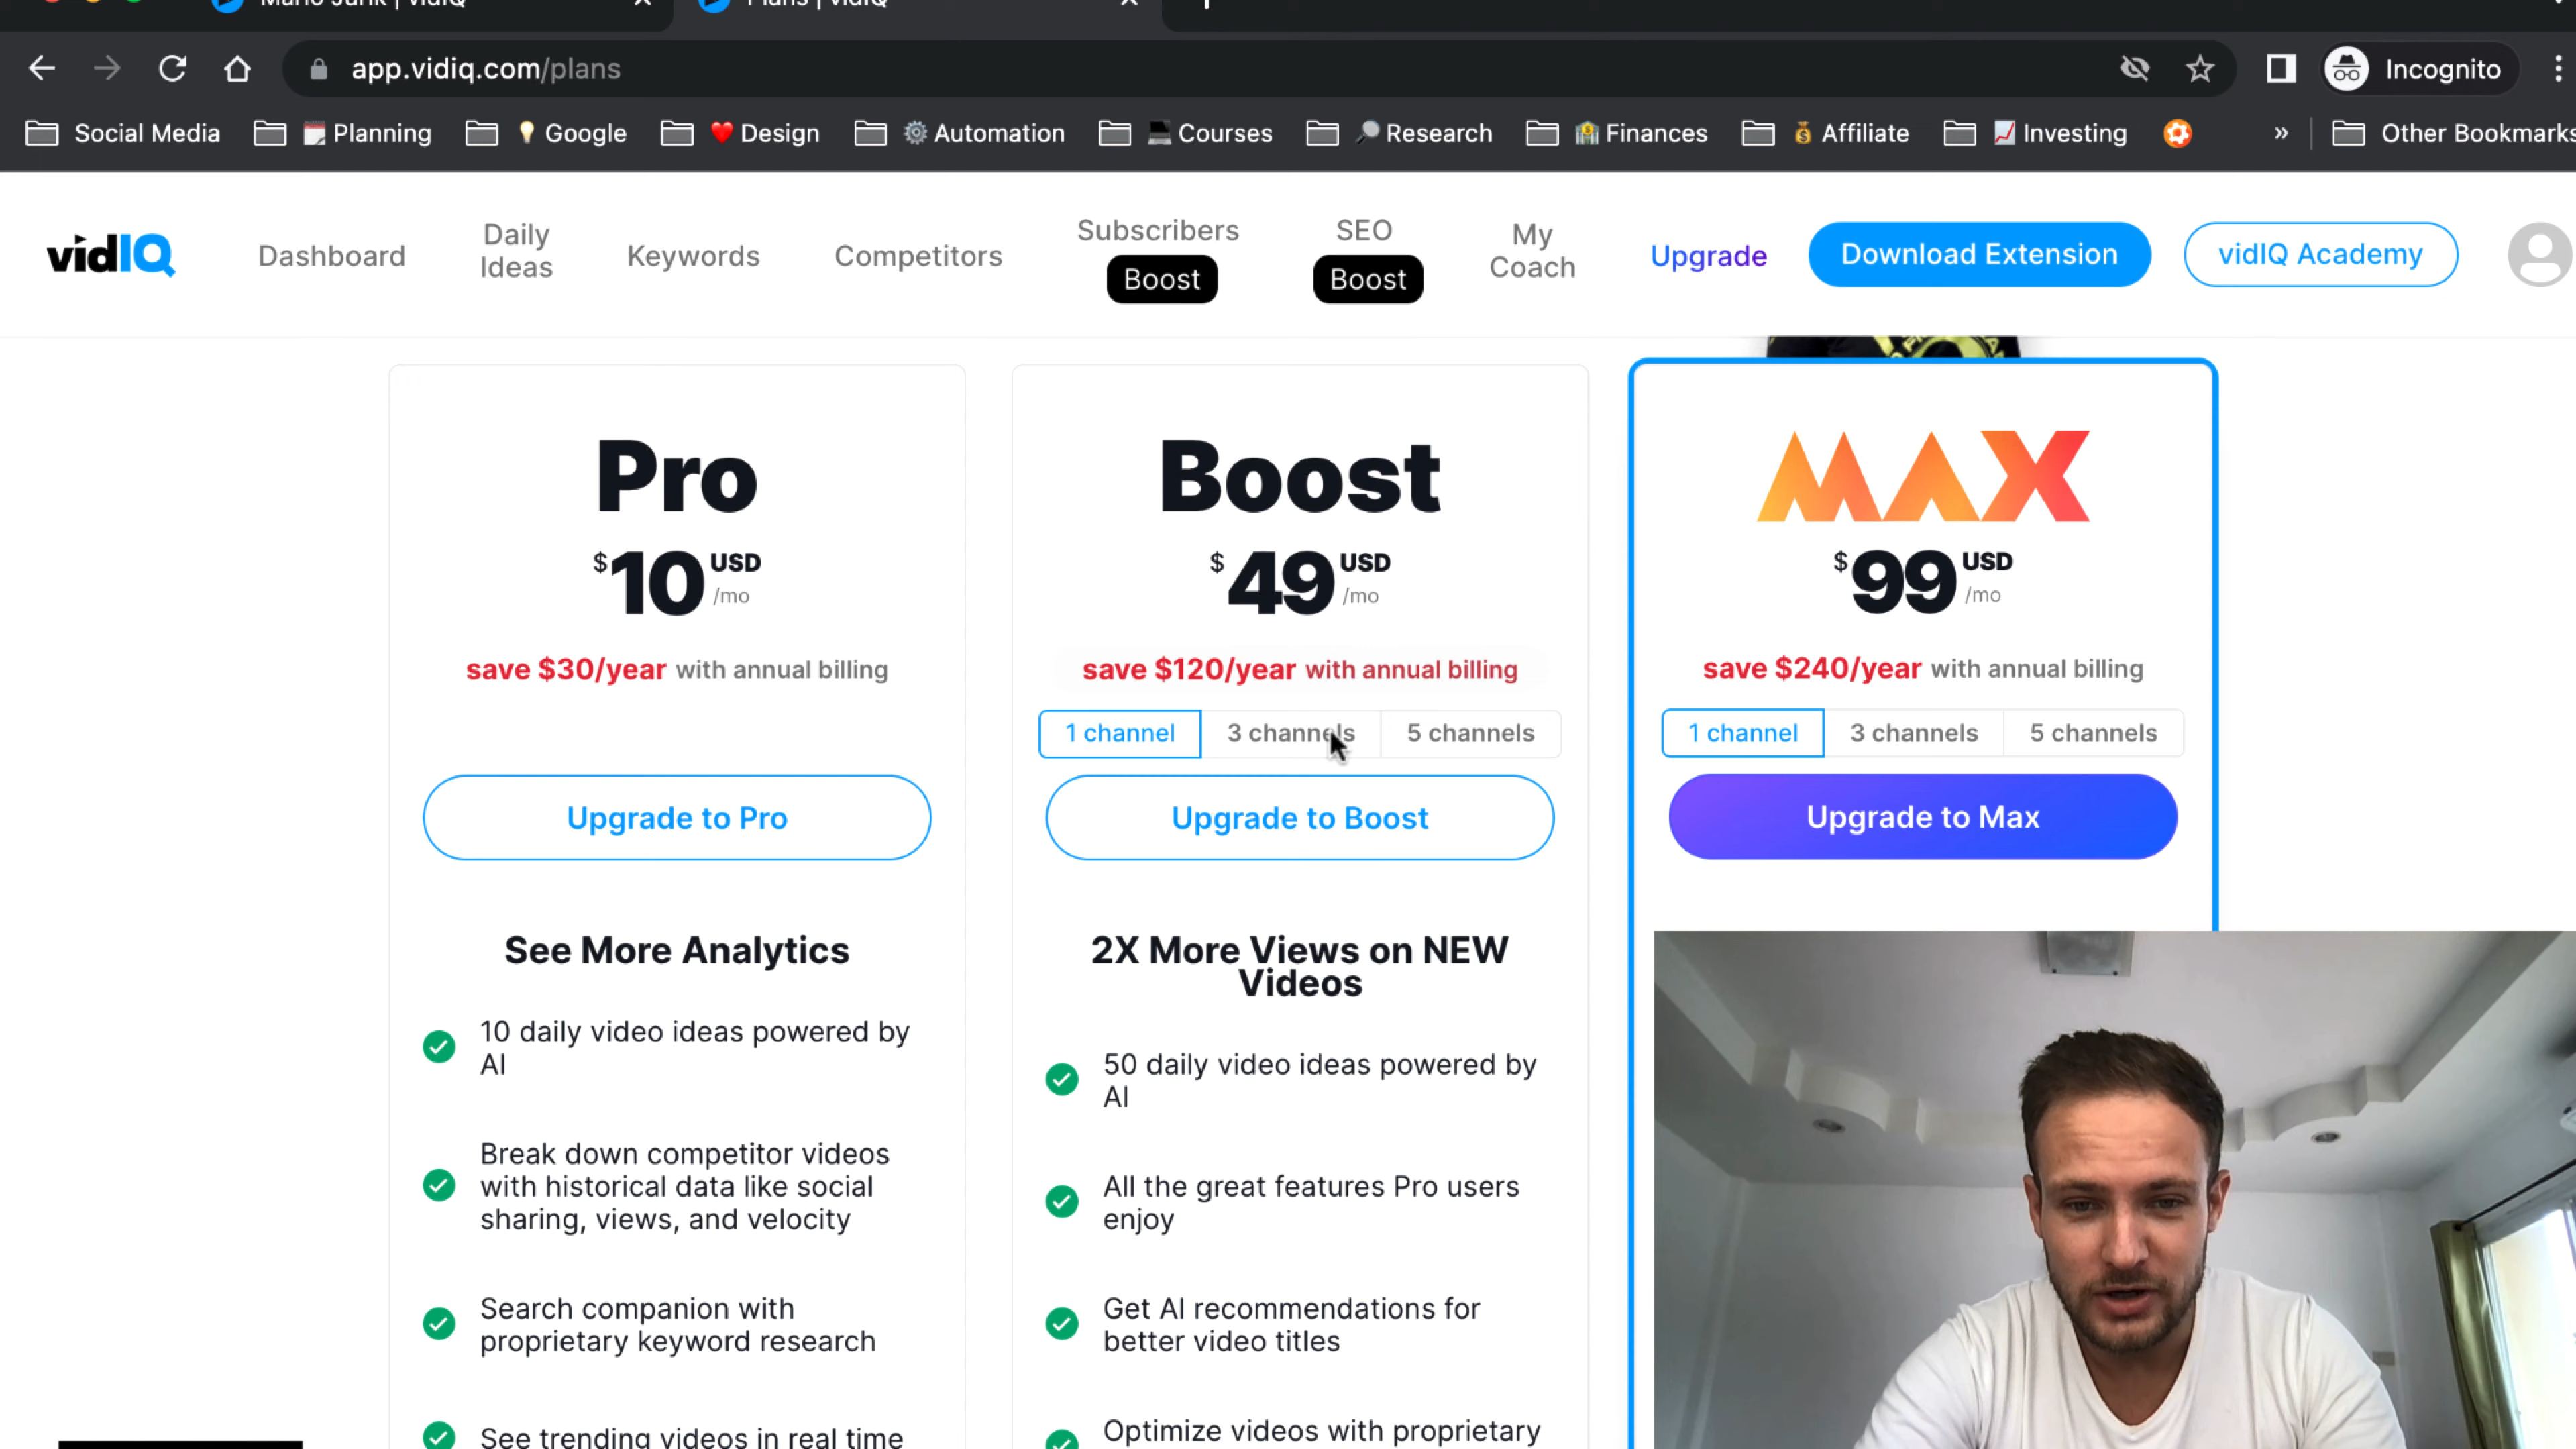 app.vidiq.com/plans
Incognito
Social Media
Planning
Google
Design
Automation
Courses
Research
Finances
Affiliate
Investing
»
Other Bookmarks
vidIQ
Dashboard
Daily
Ideas
Keywords
Competitors
Subscribers
Boost
SEO
Boost
My
Coach
Upgrade
Download Extension
vidIQ Academy
Pro
$10 USD
/mo
save $30/year with annual billing
Upgrade to Pro
See More Analytics
10 daily video ideas powered by
AI
Break down competitor videos
with historical data like social
sharing, views, and velocity
Search companion with
proprietary keyword research
See trending videos in real time
Boost
$49 USD
/mo
save $120/year with annual billing
1 channel
3 channels
5 channels
Upgrade to Boost
2X More Views on NEW
Videos
50 daily video ideas powered by
AI
All the great features Pro users
enjoy
Get AI recommendations for
better video titles
Optimize videos with proprietary
MAX
$99 USD
/mo
save $240/year with annual billing
1 channel
3 channels
5 channels
Upgrade to Max